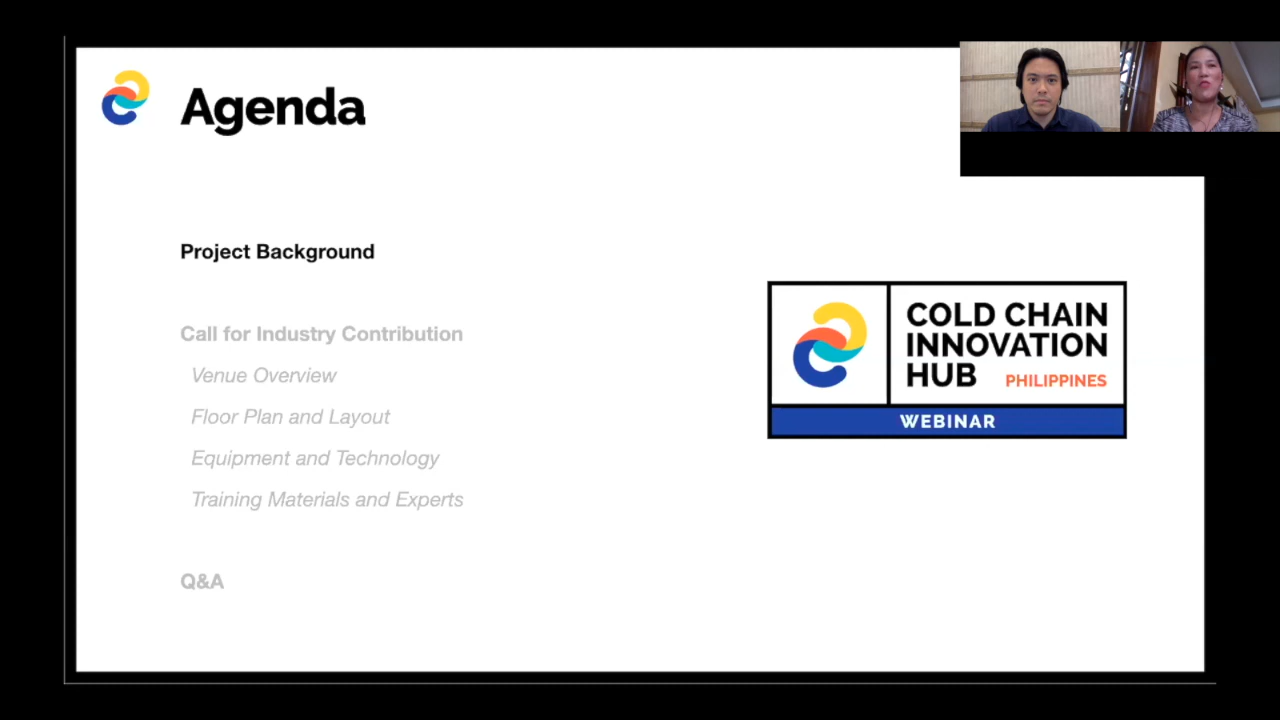 Agenda
Project Background
Call for Industry Contribution
Venue Overview
Floor Plan and Layout
Equipment and Technology
Training Materials and Experts
Q&A
COLD CHAIN
INNOVATION
HUB PHILIPPINES
WEBINAR